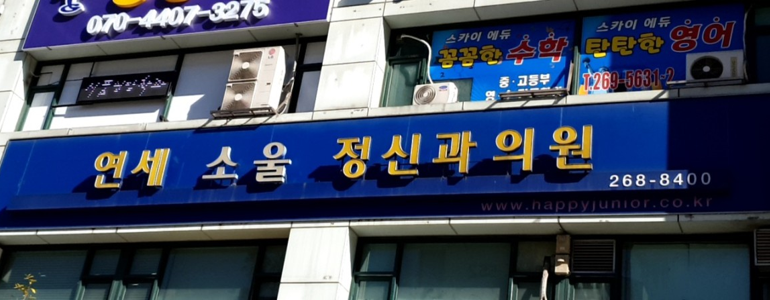 070-4407-3275
스카이 에듀
꼼꼼한 수학
중·고등부
스카이 에듀
탄탄한 영어
T.269-5631~2
연세 소울 정신과의원
268-8400
www.happyjunior.co.kr